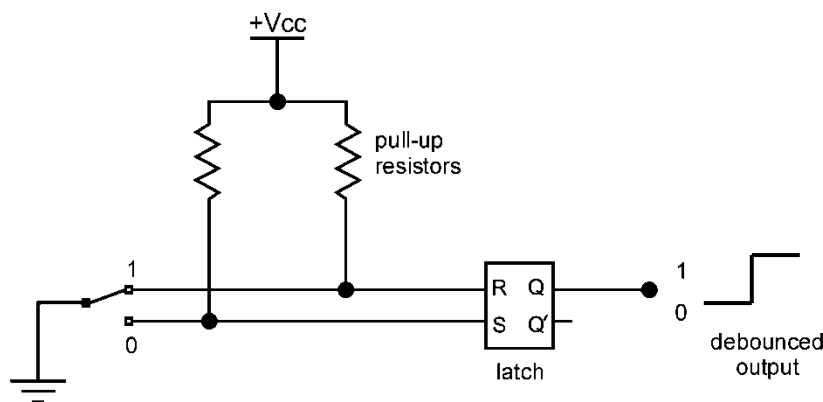 +Vcc
pull-up
resistors
1
0
R Q
S Q'
latch
1
0
debounced
output